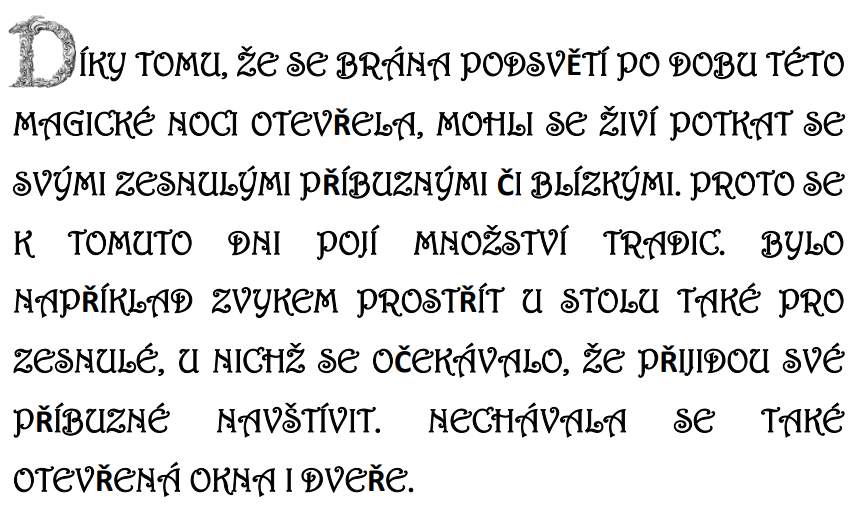 DÍKY TOMU, ŽE SE BRÁNA PODSVĚTÍ PO DOBU TÉTO
MAGICKÉ NOCI OTEVŘELA, MOHLI SE ŽIVÍ POTKAT SE
SVÝMI ZESNULÝMI PŘÍBUZNÝMI ČI BLÍZKÝMI. PROTO SE
K TOMUTO DNI POJÍ MNOŽSTVÍ TRADIC. BYLO
NAPŘÍKLAD ZVYKEM PROSTŘÍT U STOLU TAKÉ PRO
ZESNULÉ, U NICHŽ SE OČEKÁVALO, ŽE PŘIJIDOU SVÉ
PŘÍBUZNÉ NAVŠTÍVIT. NECHÁVALA SE TAKÉ
OTEVŘENÁ OKNA I DVEŘE.